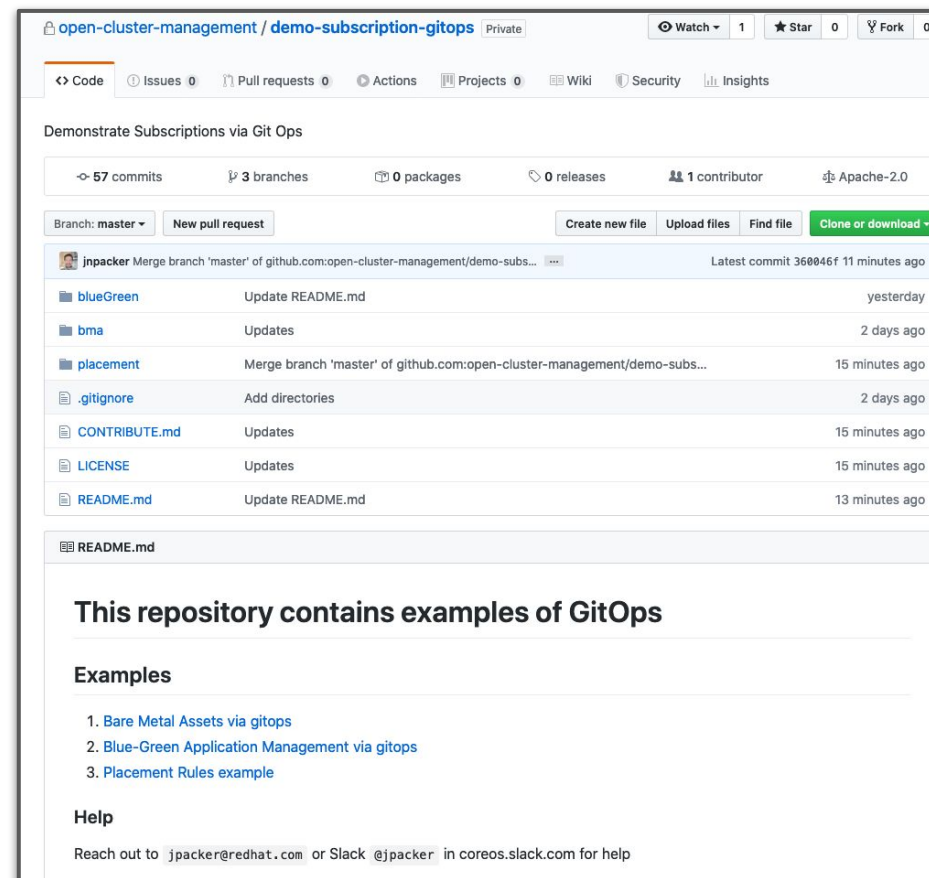 open-cluster-management / demo-subscription-gitops Private Watch 1 Star 0 Fork 0
Code Issues 0 Pull requests 0 Actions Projects 0 Wiki Security Insights
Demonstrate Subscriptions via Git Ops
57 commits 3 branches 0 packages 0 releases 1 contributor Apache-2.0
Branch: master New pull request Create new file Upload files Find file Clone or download
jnpacker Merge branch 'master' of github.com:open-cluster-management/demo-subs... ... Latest commit 360046f 11 minutes ago
blueGreen Update README.md yesterday
bma Updates 2 days ago
placement Merge branch 'master' of github.com:open-cluster-management/demo-subs... 15 minutes ago
.gitignore Add directories 2 days ago
CONTRIBUTE.md Updates 15 minutes ago
LICENSE Updates 15 minutes ago
README.md Update README.md 13 minutes ago
README.md
This repository contains examples of GitOps
Examples
1. Bare Metal Assets via gitops
2. Blue-Green Application Management via gitops
3. Placement Rules example
Help
Reach out to jpacker@redhat.com or Slack @jpacker in coreos.slack.com for help